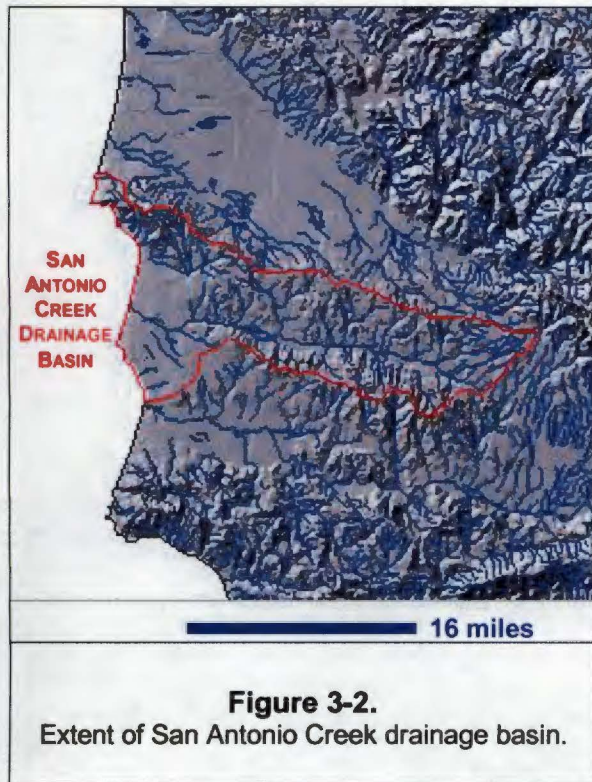 SAN
ANTONIO
CREEK
DRAINAGE
BASIN
16 miles
Figure 3-2.
Extent of San Antonio Creek drainage basin.